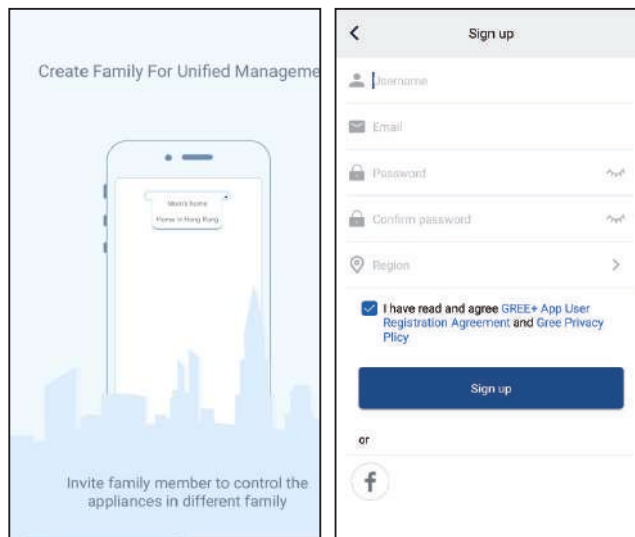 Create Family For Unified Manageme
Mom's home
Home in Hong Kong
Invite family member to control the
appliances in different family
Sign up
Username
Email
Password
Confirm password
Region
I have read and agree GREE+ App User
Registration Agreement and Gree Privacy
Plicy
Sign up
or
f